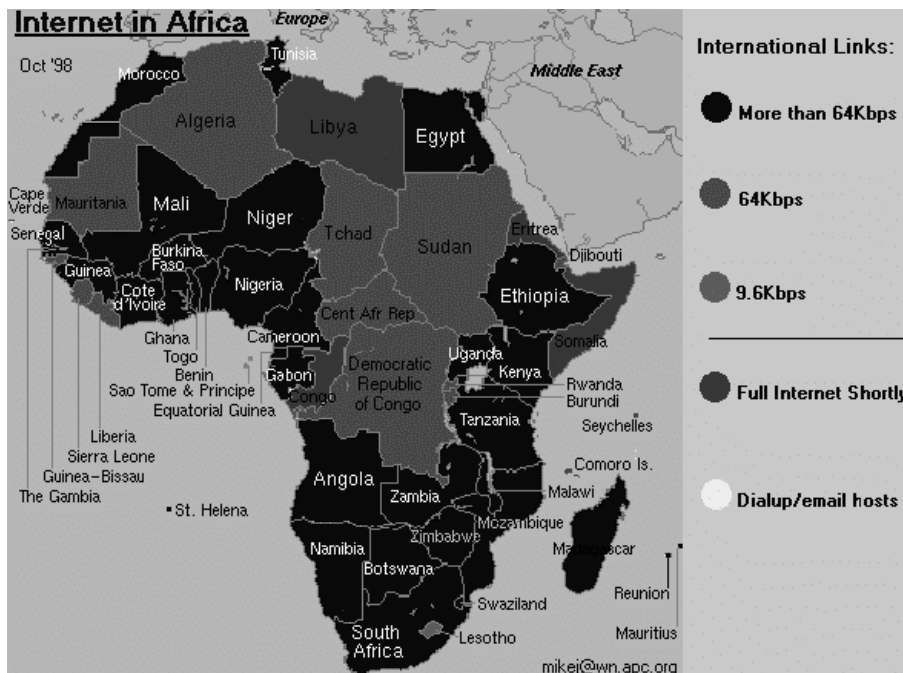 Internet in Africa
Europe
Oct '98
Tunisia
Morocco
Middle East
Algeria
Libya
Egypt
Cape
Verde
Mauritania
Mali
Niger
Tchad
Sudan
Eritrea
Djibouti
Senegal
Burkina
Faso
Guinea
Nigeria
Ethiopia
Cote
d'Ivoire
Cent Afr Rep
Ghana
Togo
Benin
Sao Tome & Principe
Equatorial Guinea
Cameroon
Gabon
Congo
Democratic
Republic
of Congo
Uganda
Kenya
Somalia
Rwanda
Burundi
Tanzania
Seychelles
Liberia
Sierra Leone
Guinea-Bissau
The Gambia
St. Helena
Angola
Zambia
Comoro Is.
Malawi
Mozambique
Zimbabwe
Madagascar
Namibia
Botswana
Reunion
Swaziland
South
Africa
Lesotho
Mauritius
mikej@wn.apc.org
International Links:
More than 64Kbps
64Kbps
9.6Kbps
Full Internet Shortly
Dialup/email hosts